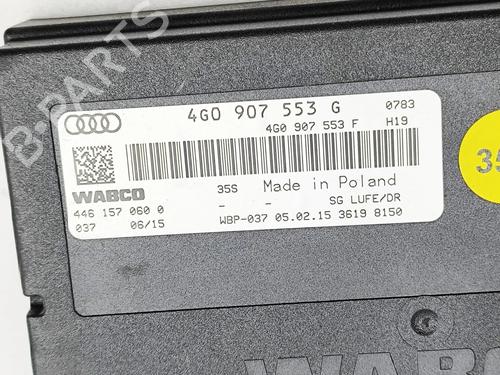 B-PARTS
4G0 907 553 G 0783
4G0 907 553 F H19
WABCO 35S Made in Poland
446 157 060 0 - - SG LUFE/DR
037 06/15 WBP-037 05.02.15 3619 8150
35
WABCO